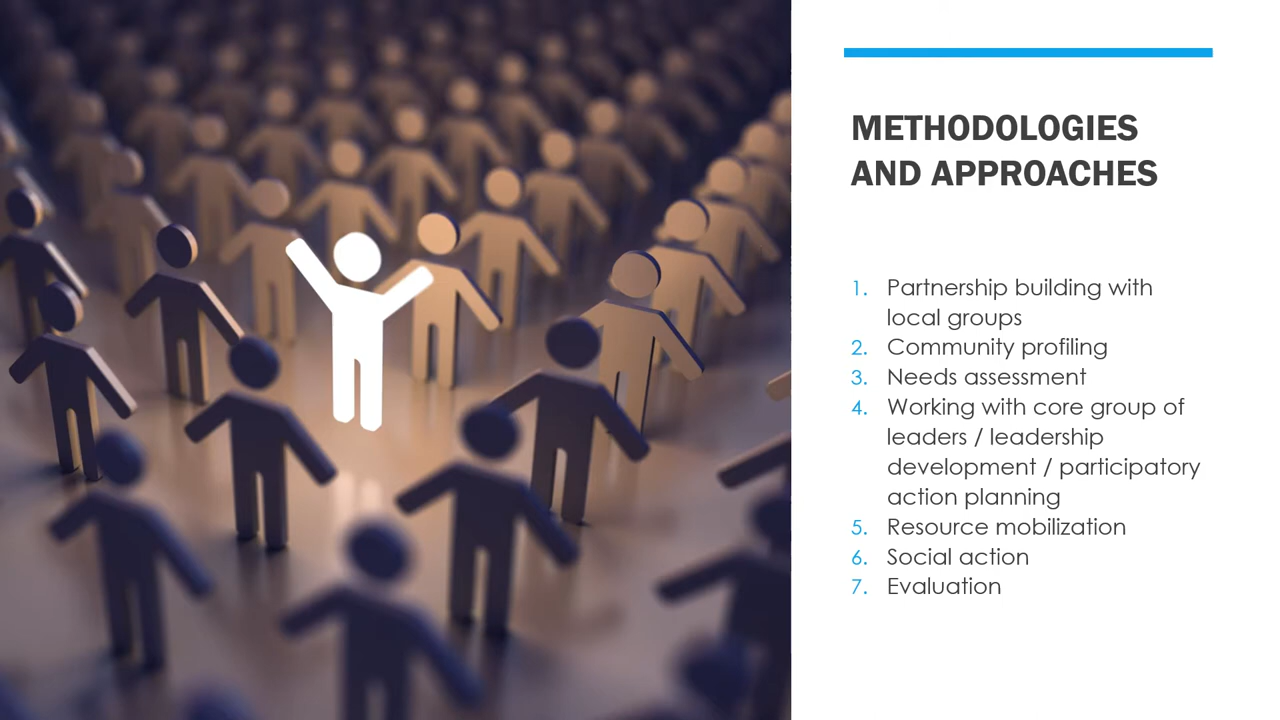 METHODOLOGIES
AND APPROACHES
1. Partnership building with
local groups
2. Community profiling
3. Needs assessment
4. Working with core group of
leaders / leadership
development / participatory
action planning
5. Resource mobilization
6. Social action
7. Evaluation